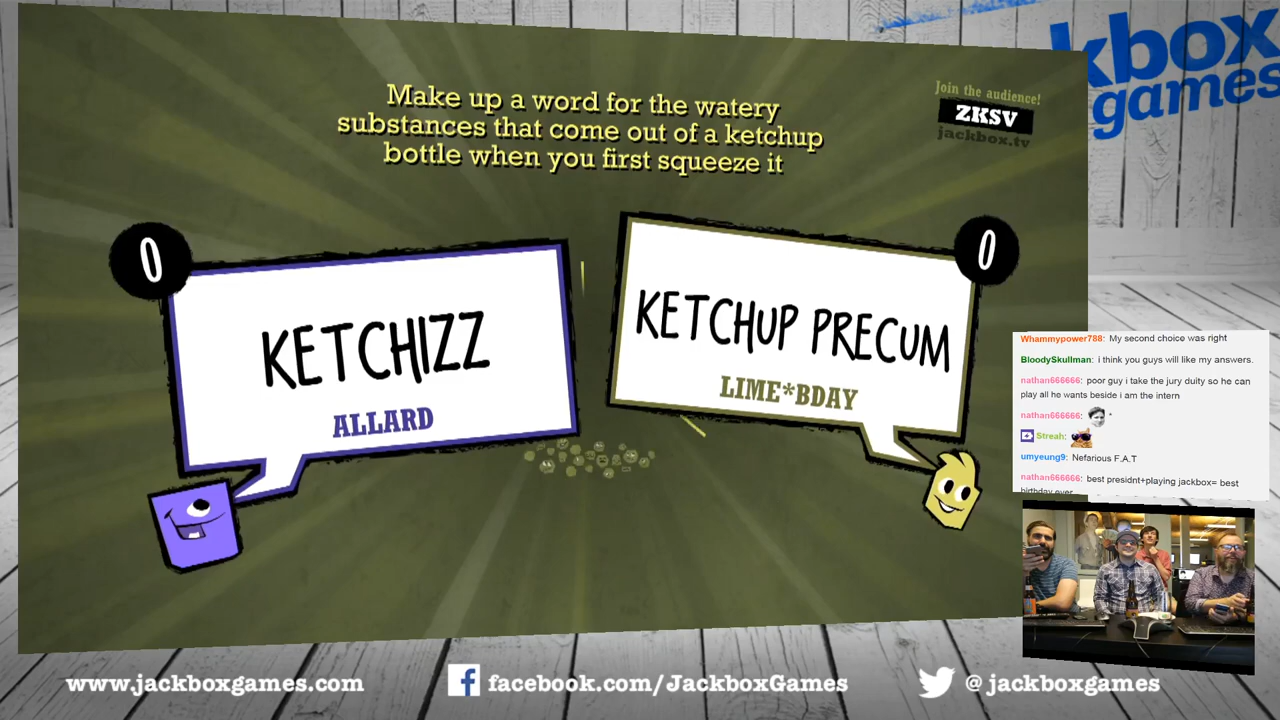 kbox
games
Make up a word for the watery
substances that come out of a ketchup
bottle when you first squeeze it
Join the audience!
ZKSV
jackbox.tv
0
KETCHIZZ
ALLARD
0
KETCHUP PRECUM
LIME*BDAY
Whammypower788: My second choice was right
BloodySkullman: i think you guys will like my answers.
nathan666666: poor guy i take the jury duity so he can
play all he wants beside i am the intern
nathan666666: *
Streah:
umyeung9: Nefarious F.A.T
nathan666666: best presidnt+playing jackbox= best
birthday ever
www.jackboxgames.com
facebook.com/JackboxGames
@jackboxgames